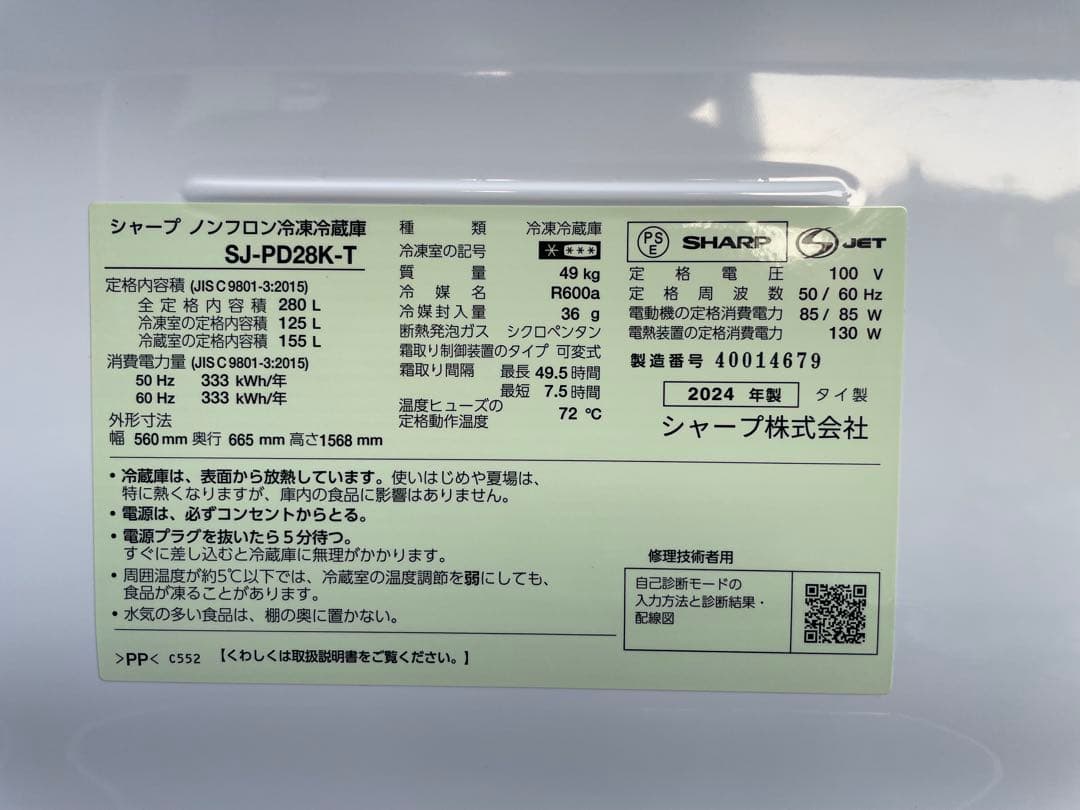 シャープ ノンフロン冷凍冷蔵庫
SJ-PD28K-T
定格内容積 (JIS C 9801-3:2015)
全定格内容積 280 L
冷凍室の定格内容積 125 L
冷蔵室の定格内容積 155 L
消費電力量 (JIS C 9801-3:2015)
50 Hz 333 kWh/年
60 Hz 333 kWh/年
外形寸法
幅 560 mm 奥行 665 mm 高さ1568 mm
種類 冷凍冷蔵庫
冷凍室の記号 * ***
質量 49 kg
冷媒名 R600a
冷媒封入量 36 g
断熱発泡ガス シクロペンタン
霜取り制御装置のタイプ 可変式
霜取り間隔 最長 49.5 時間
最短 7.5 時間
温度ヒューズの
定格動作温度 72 ℃
PSE SHARP S JET
定格電圧 100 V
定格周波数 50 / 60 Hz
電動機の定格消費電力 85 / 85 W
電熱装置の定格消費電力 130 W
製造番号 40014679
2024 年製 タイ製
シャープ株式会社
・冷蔵庫は、表面から放熱しています。使いはじめや夏場は、
特に熱くなりますが、庫内の食品に影響はありません。
・電源は、必ずコンセントからとる。
・電源プラグを抜いたら5分待つ。
すぐに差し込むと冷蔵庫に無理がかかります。
・周囲温度が約5℃以下では、冷蔵室の温度調節を弱にしても、
食品が凍ることがあります。
・水気の多い食品は、棚の奥に置かない。
>PP< C552 【くわしくは取扱説明書をご覧ください。】
修理技術者用
自己診断モードの
入力方法と診断結果・
配線図